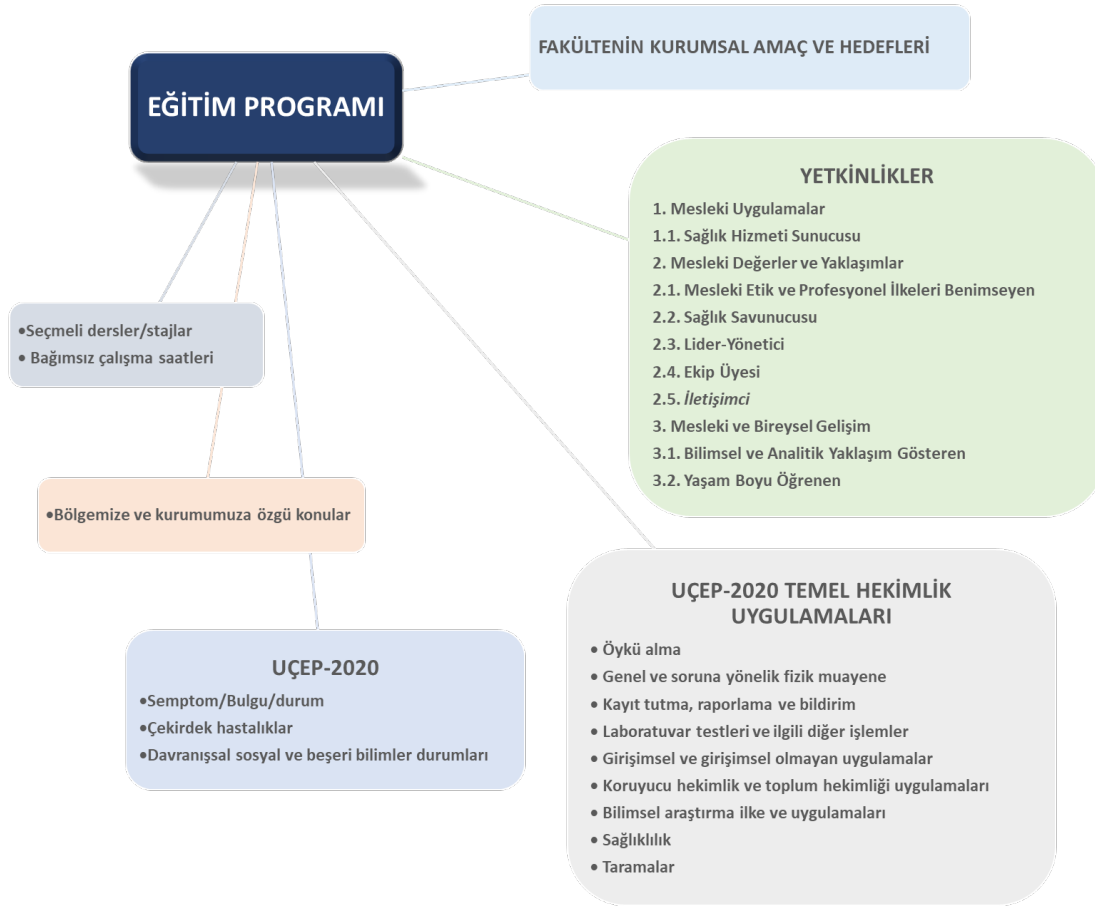 FAKÜLTENİN KURUMSAL AMAÇ VE HEDEFLERİ
EĞİTİM PROGRAMI
YETKİNLİKLER
1. Mesleki Uygulamalar
1.1. Sağlık Hizmeti Sunucusu
2. Mesleki Değerler ve Yaklaşımlar
2.1. Mesleki Etik ve Profesyonel İlkeleri Benimseyen
2.2. Sağlık Savunucusu
2.3. Lider-Yönetici
2.4. Ekip Üyesi
2.5. İletişimci
3. Mesleki ve Bireysel Gelişim
3.1. Bilimsel ve Analitik Yaklaşım Gösteren
3.2. Yaşam Boyu Öğrenen
•Seçmeli dersler/stajlar
• Bağımsız çalışma saatleri
•Bölgemize ve kurumumuza özgü konular
UÇEP-2020
•Semptom/Bulgu/durum
•Çekirdek hastalıklar
•Davranışsal sosyal ve beşeri bilimler durumları
UÇEP-2020 TEMEL HEKİMLİK
UYGULAMALARI
• Öykü alma
• Genel ve soruna yönelik fizik muayene
• Kayıt tutma, raporlama ve bildirim
• Laboratuvar testleri ve ilgili diğer işlemler
• Girişimsel ve girişimsel olmayan uygulamalar
• Koruyucu hekimlik ve toplum hekimliği uygulamaları
• Bilimsel araştırma ilke ve uygulamaları
• Sağlıklılık
• Taramalar